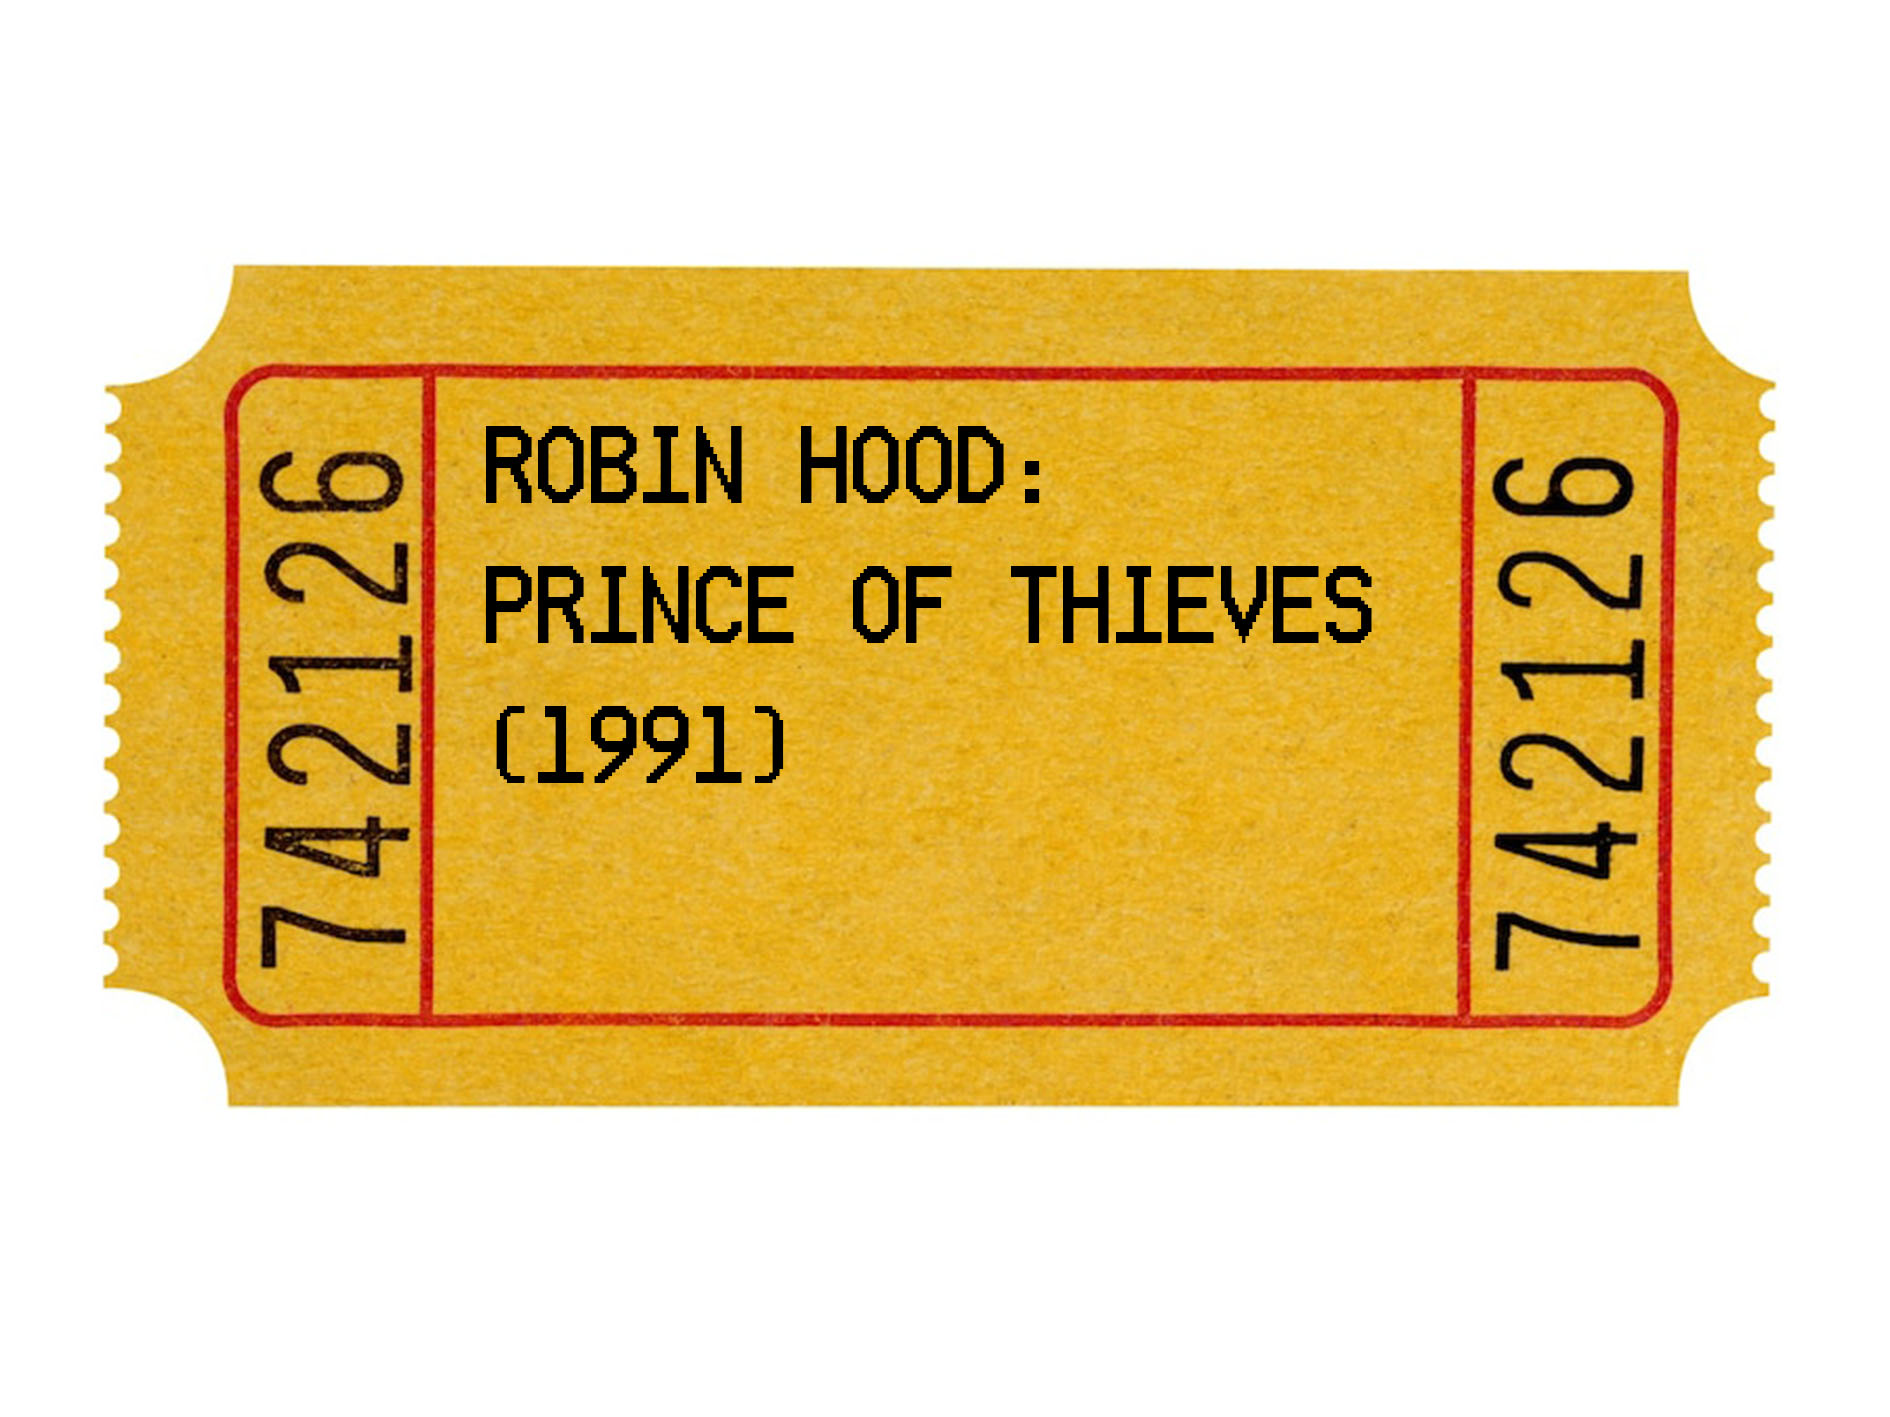 742126
ROBIN HOOD:
PRINCE OF THIEVES
(1991)
742126